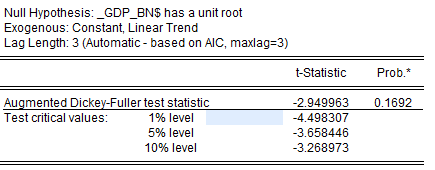 Null Hypothesis: _GDP_BN$ has a unit root
Exogenous: Constant, Linear Trend
Lag Length: 3 (Automatic - based on AIC, maxlag=3)
t-Statistic Prob.*
Augmented Dickey-Fuller test statistic -2.949963 0.1692
Test critical values: 1% level -4.498307
5% level -3.658446
10% level -3.268973